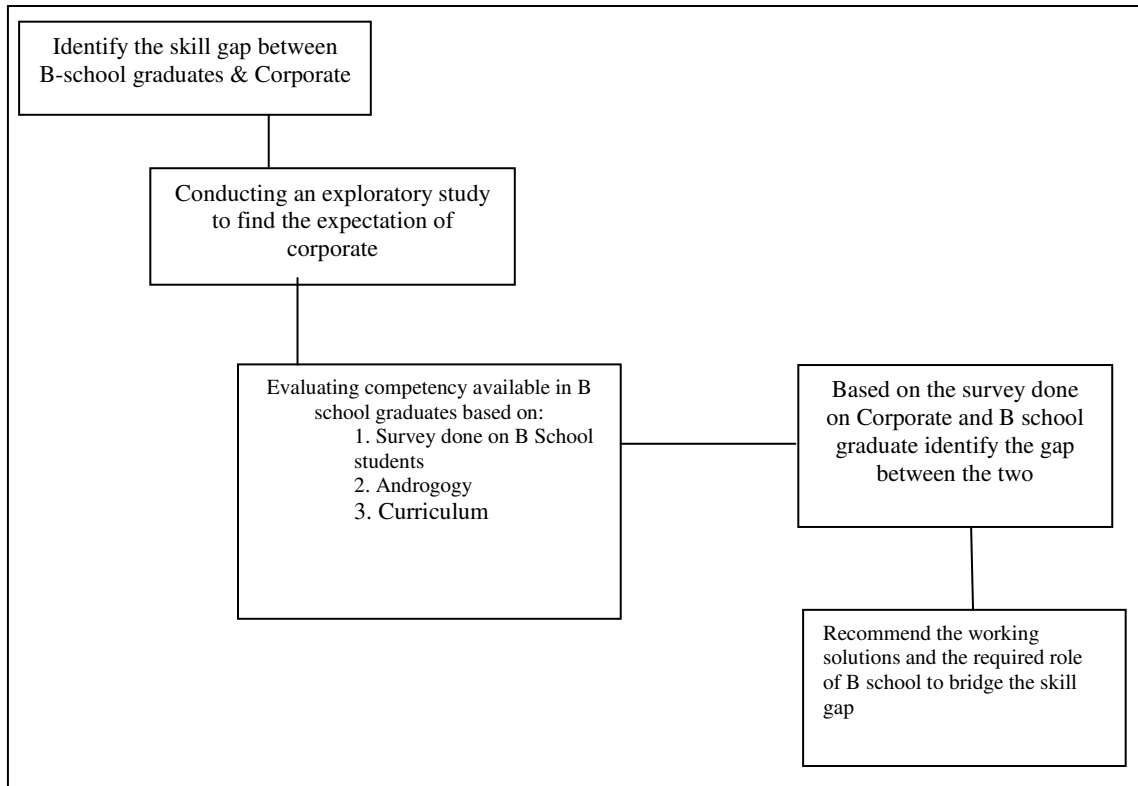 Identify the skill gap between
B-school graduates & Corporate
Conducting an exploratory study
to find the expectation of
corporate
Evaluating competency available in B
school graduates based on:
1. Survey done on B School
students
2. Androgogy
3. Curriculum
Based on the survey done
on Corporate and B school
graduate identify the gap
between the two
Recommend the working
solutions and the required role
of B school to bridge the skill
gap